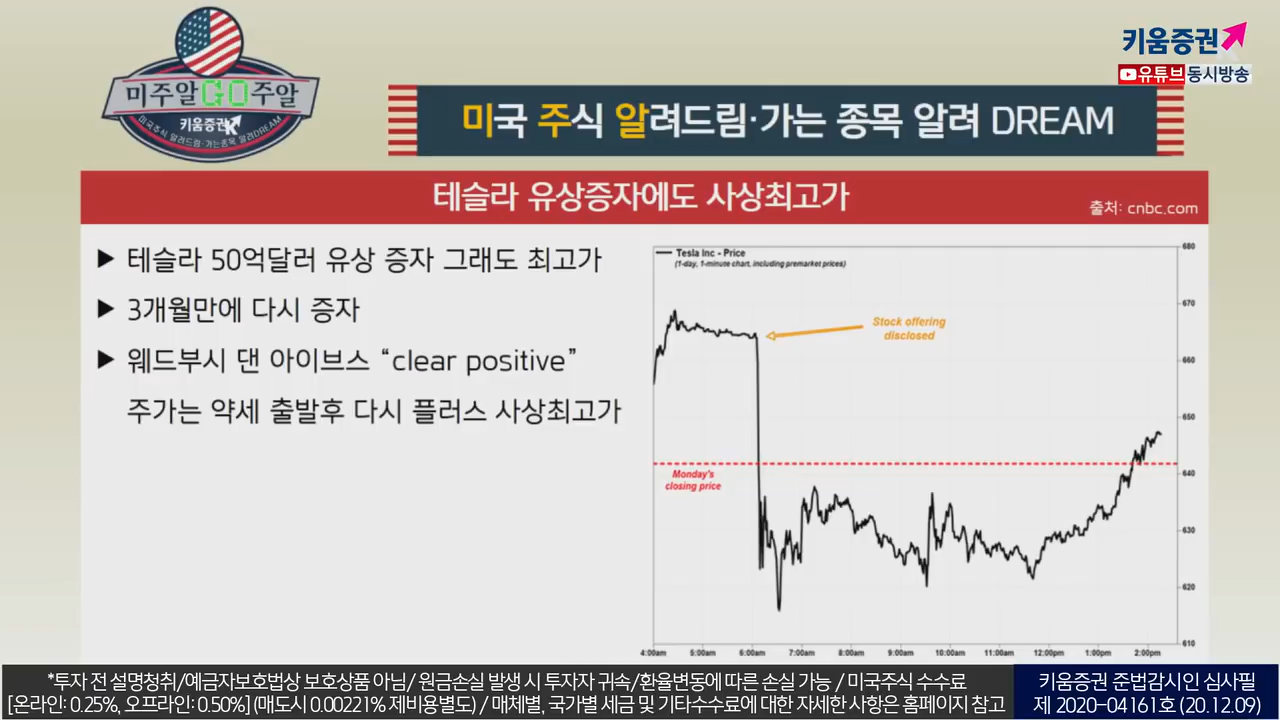 미주알GO주알
키움증권
미국주식 알려드림·가는종목 알려DREAM
키움증권
유튜브 동시방송
미국 주식 알려드림·가는 종목 알려 DREAM
테슬라 유상증자에도 사상최고가
출처: cnbc.com
▶ 테슬라 50억달러 유상 증자 그래도 최고가
▶ 3개월만에 다시 증자
▶ 웨드부시 댄 아이브스 “clear positive”
주가는 약세 출발후 다시 플러스 사상최고가
Tesla Inc - Price
(1-day, 1-minute chart, including premarket prices)
Stock offering
disclosed
Monday's
closing price
680
670
660
650
640
630
620
610
4:00am 5:00am 6:00am 7:00am 8:00am 9:00am 10:00am 11:00am 12:00pm 1:00pm 2:00pm
*투자 전 설명청취/예금자보호법상 보호상품 아님/ 원금손실 발생 시 투자자 귀속/환율변동에 따른 손실 가능 / 미국주식 수수료
[온라인: 0.25%, 오프라인: 0.50%] (매도시 0.00221% 제비용별도) / 매체별, 국가별 세금 및 기타수수료에 대한 자세한 사항은 홈페이지 참고
키움증권 준법감시인 심사필
제 2020-04161호 (20.12.09)